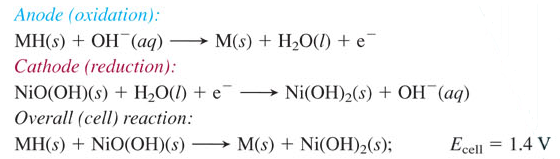 Anode (oxidation):
MH(s) + OH⁻(aq) ⟶ M(s) + H₂O(l) + e⁻
Cathode (reduction):
NiO(OH)(s) + H₂O(l) + e⁻ ⟶ Ni(OH)₂(s) + OH⁻(aq)
Overall (cell) reaction:
MH(s) + NiO(OH)(s) ⟶ M(s) + Ni(OH)₂(s); E꜀ₑₗₗ = 1.4 V